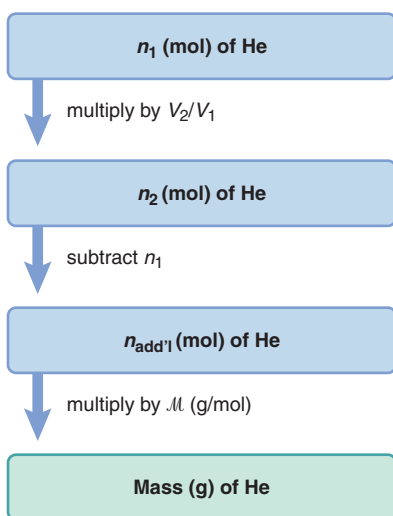 n₁ (mol) of He
multiply by V₂/V₁
n₂ (mol) of He
subtract n₁
n_add'l (mol) of He
multiply by ℳ (g/mol)
Mass (g) of He